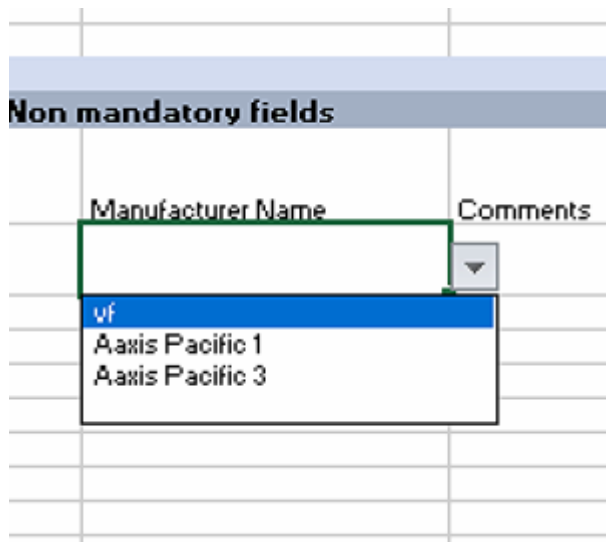 Non mandatory fields
Manufacturer Name Comments
vf
Aaxis Pacific 1
Aaxis Pacific 3